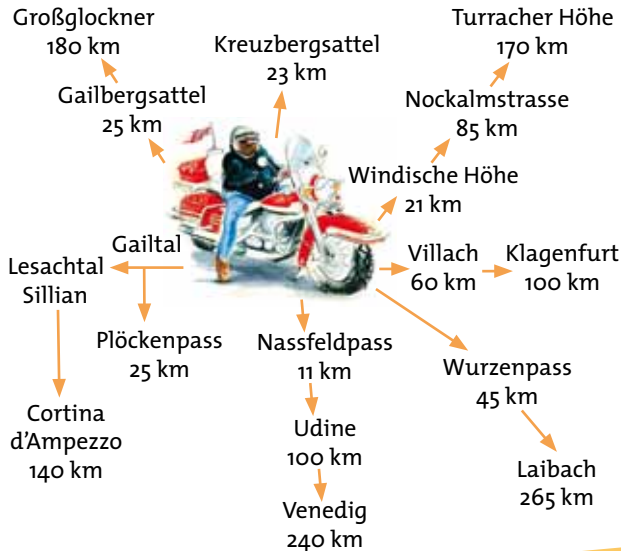 Großglockner
180 km
Gailbergsattel
25 km
Kreuzbergsattel
23 km
Turracher Höhe
170 km
Nockalmstrasse
85 km
Windische Höhe
21 km
Gailtal
Lesachtal
Sillian
Villach
60 km
Klagenfurt
100 km
Plöckenpass
25 km
Nassfeldpass
11 km
Wurzenpass
45 km
Cortina
d'Ampezzo
140 km
Udine
100 km
Laibach
265 km
Venedig
240 km